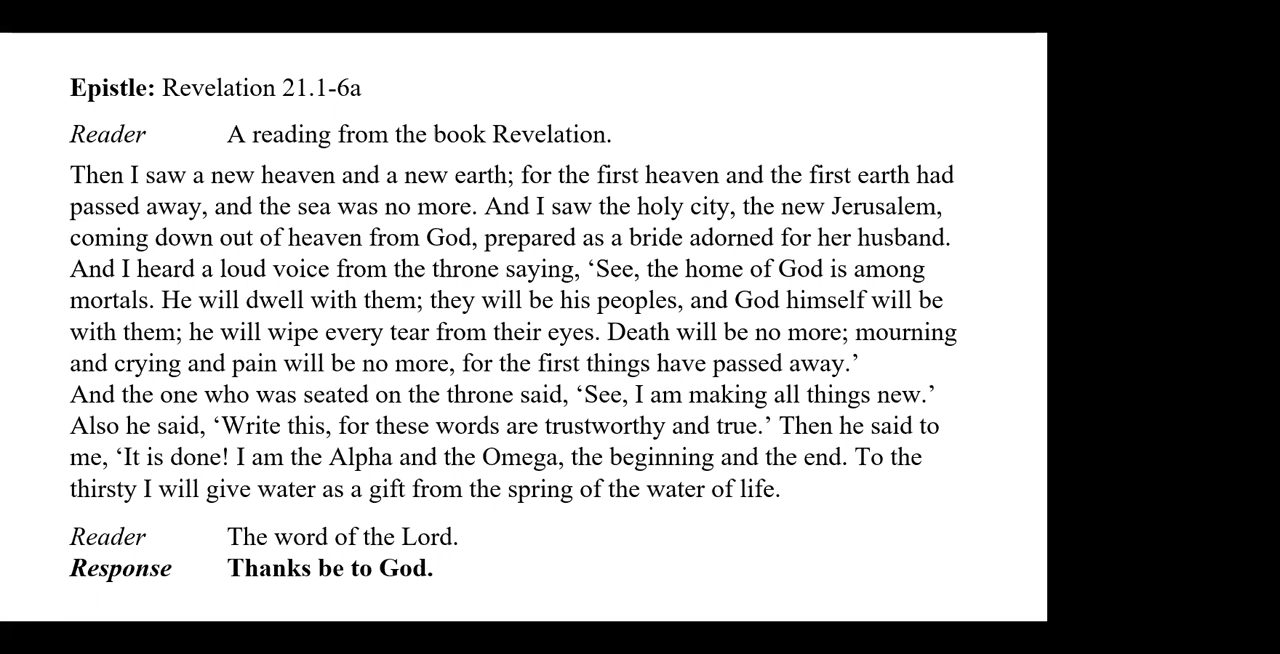 Epistle: Revelation 21.1-6a
Reader A reading from the book Revelation.
Then I saw a new heaven and a new earth; for the first heaven and the first earth had
passed away, and the sea was no more. And I saw the holy city, the new Jerusalem,
coming down out of heaven from God, prepared as a bride adorned for her husband.
And I heard a loud voice from the throne saying, ‘See, the home of God is among
mortals. He will dwell with them; they will be his peoples, and God himself will be
with them; he will wipe every tear from their eyes. Death will be no more; mourning
and crying and pain will be no more, for the first things have passed away.’
And the one who was seated on the throne said, ‘See, I am making all things new.’
Also he said, ‘Write this, for these words are trustworthy and true.’ Then he said to
me, ‘It is done! I am the Alpha and the Omega, the beginning and the end. To the
thirsty I will give water as a gift from the spring of the water of life.
Reader The word of the Lord.
Response Thanks be to God.